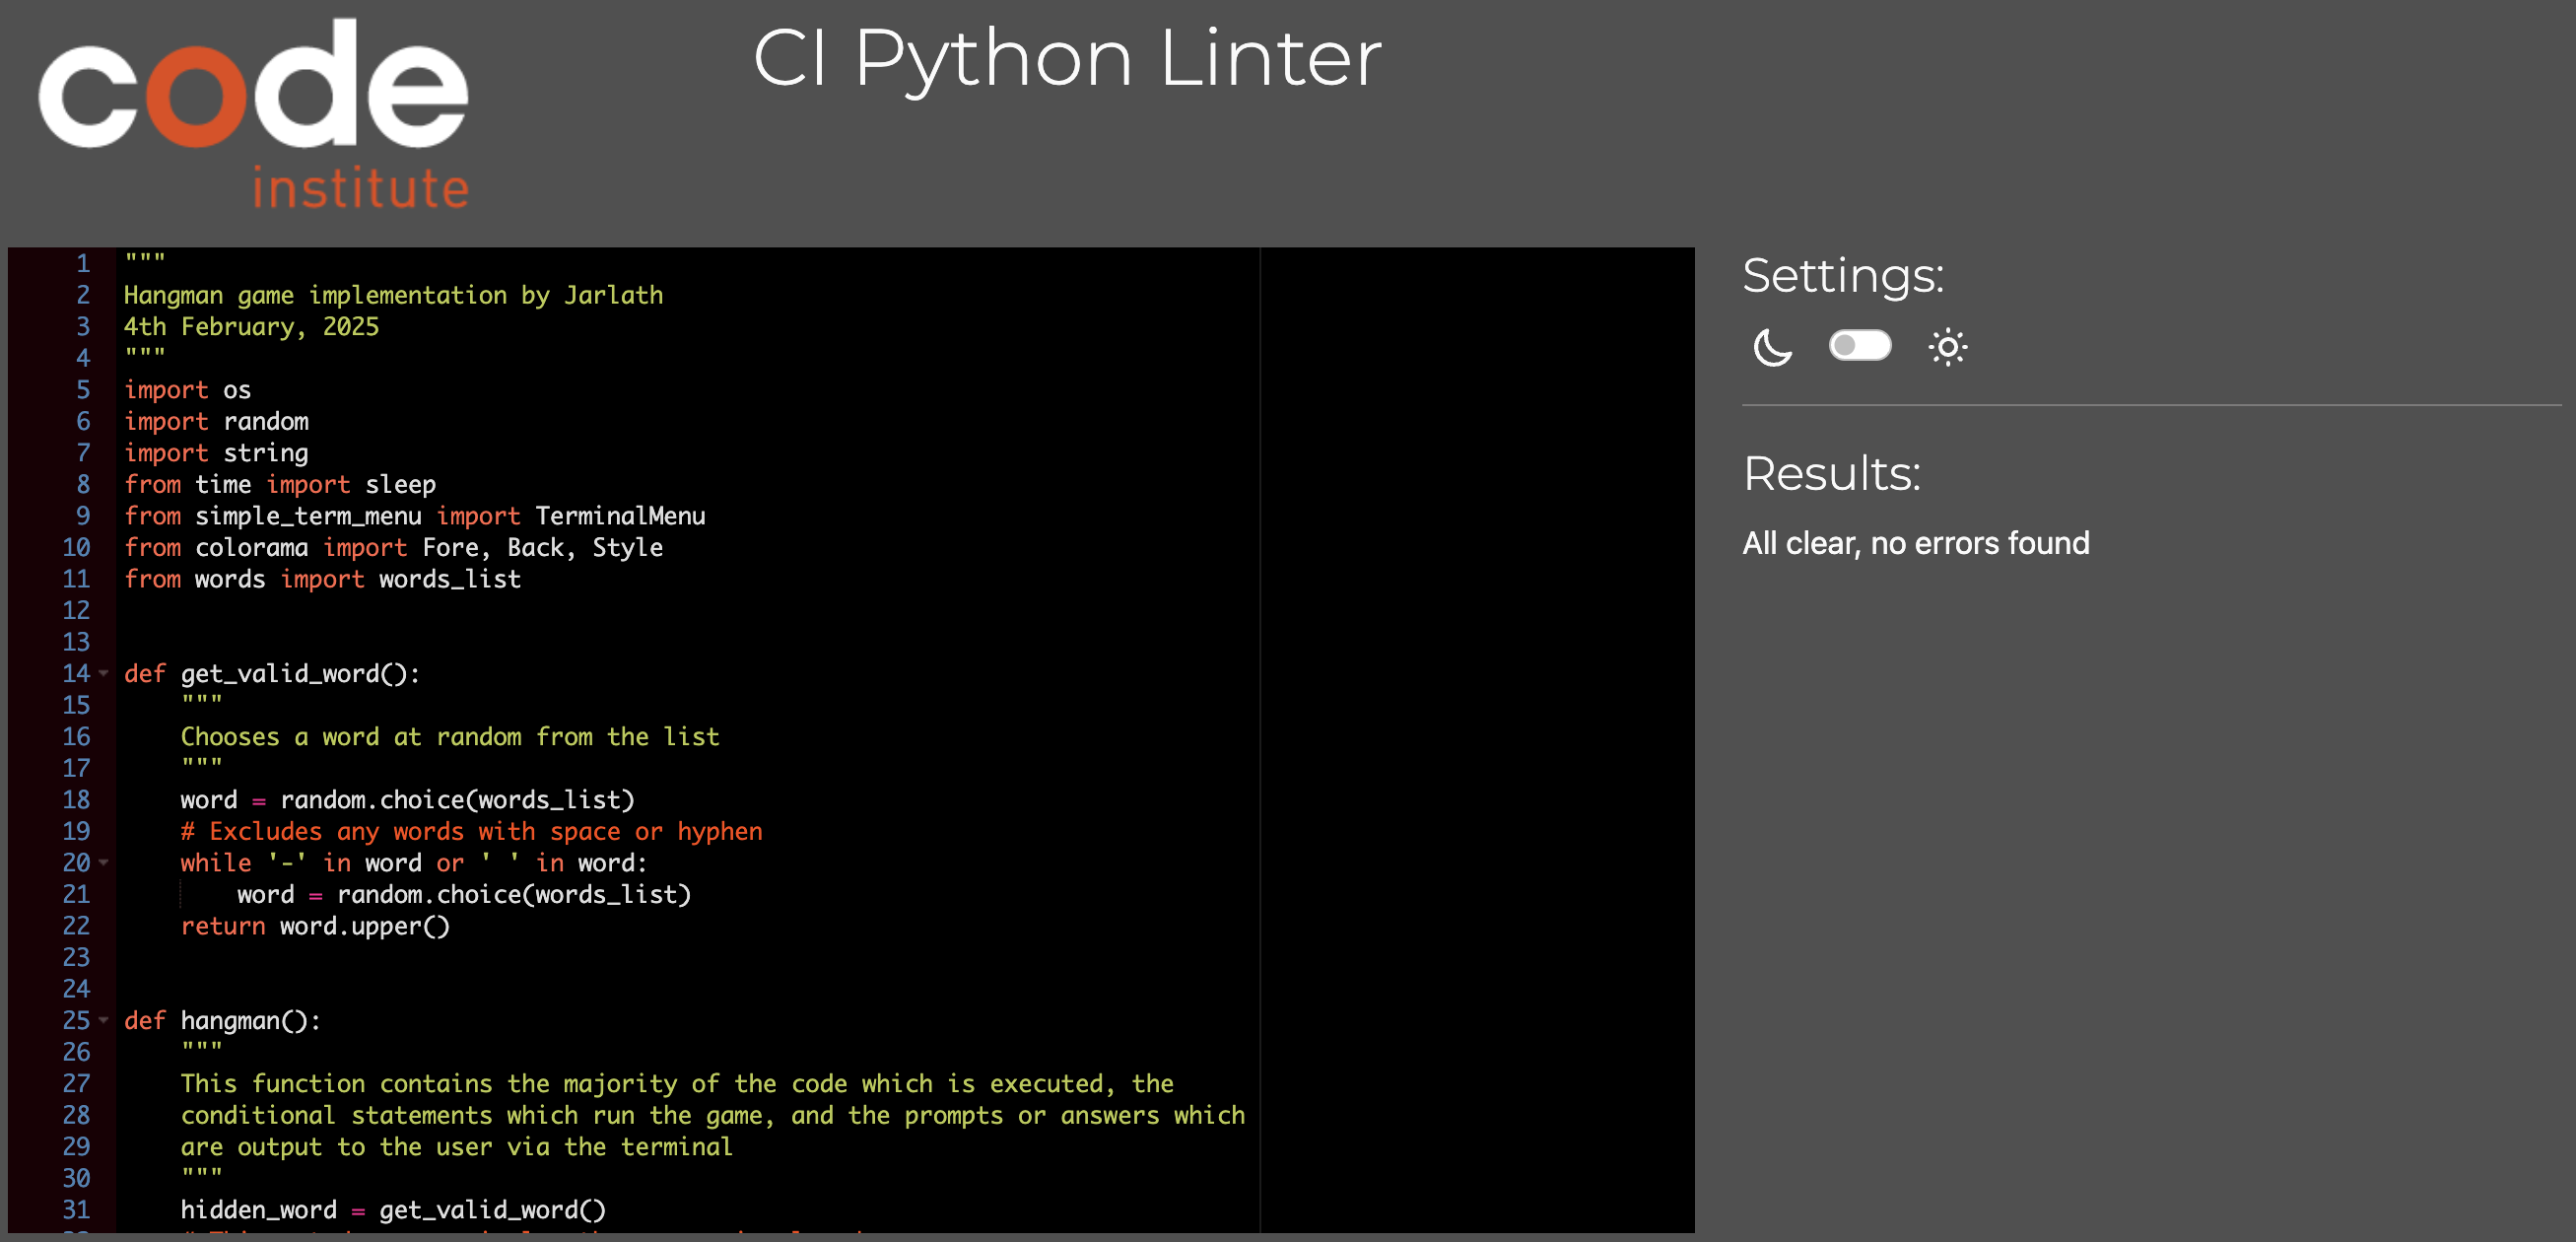 code
institute
CI Python Linter
1 """
2 Hangman game implementation by Jarlath
3 4th February, 2025
4 """
5 import os
6 import random
7 import string
8 from time import sleep
9 from simple_term_menu import TerminalMenu
10 from colorama import Fore, Back, Style
11 from words import words_list
12
13
14 def get_valid_word():
15     """
16     Chooses a word at random from the list
17     """
18     word = random.choice(words_list)
19     # Excludes any words with space or hyphen
20     while '-' in word or ' ' in word:
21         word = random.choice(words_list)
22     return word.upper()
23
24
25 def hangman():
26     """
27     This function contains the majority of the code which is executed, the
28     conditional statements which run the game, and the prompts or answers which
29     are output to the user via the terminal
30     """
31     hidden_word = get_valid_word()
Settings:
Results:
All clear, no errors found